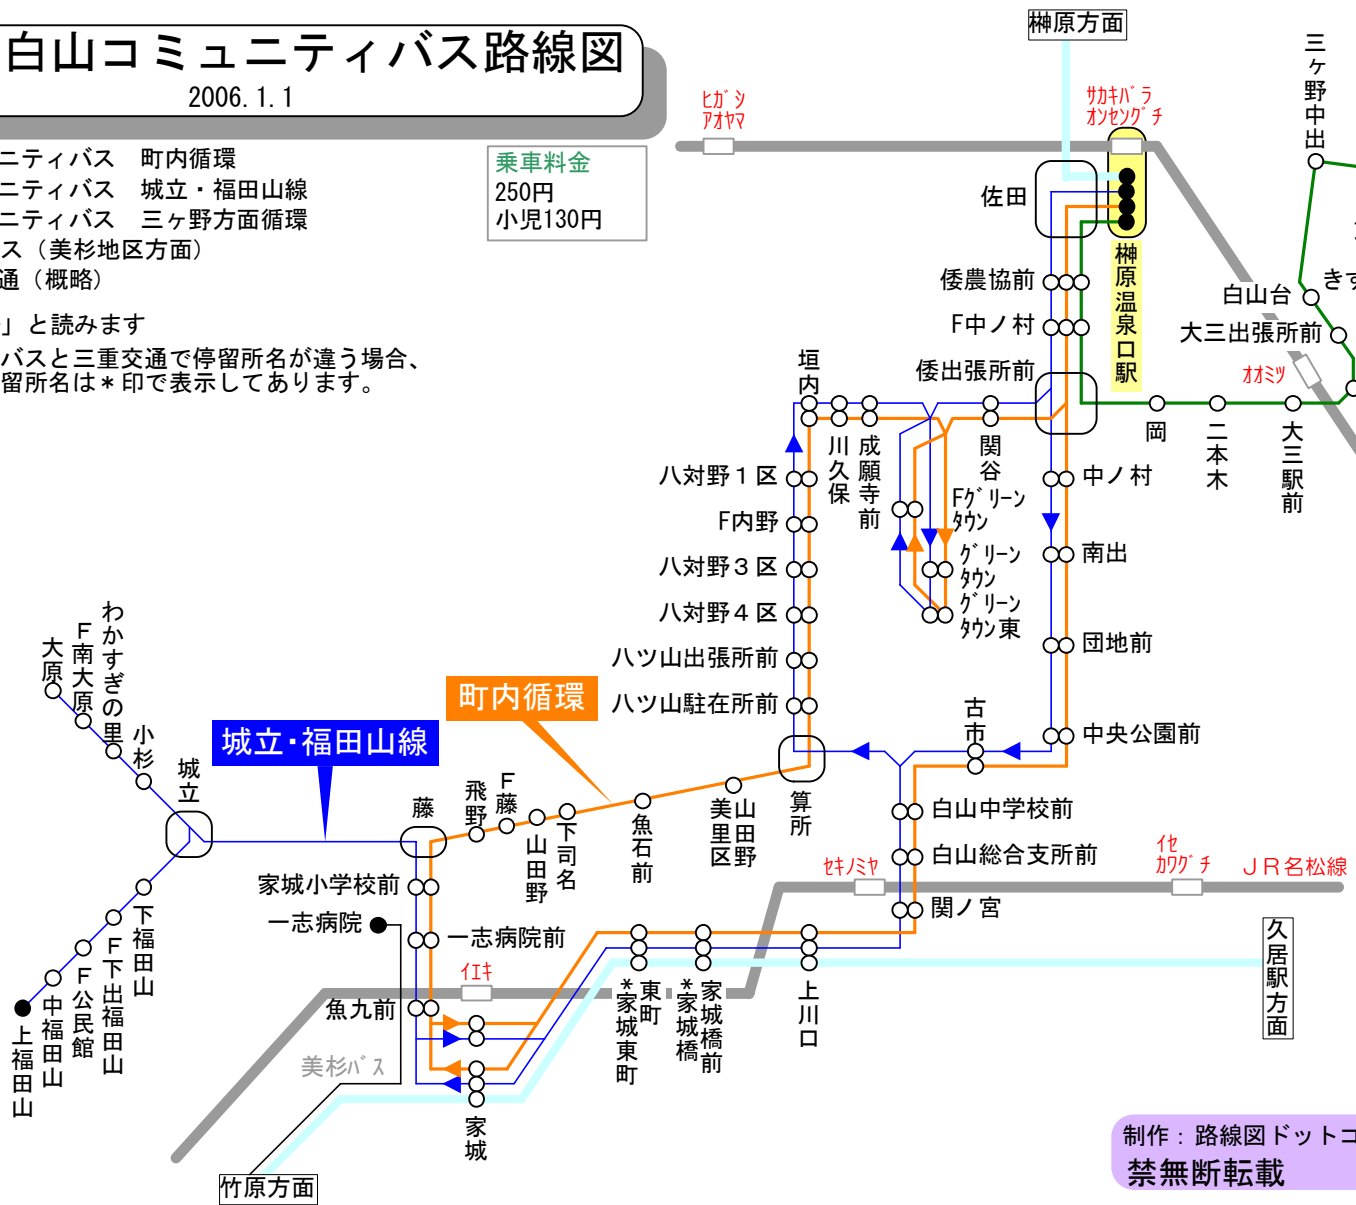 白山コミュニティバス路線図
2006.1.1
ニティバス 町内循環
ニティバス 城立・福田山線
ニティバス 三ヶ野方面循環
ス（美杉地区方面）
通（概略）
」と読みます
バスと三重交通で停留所名が違う場合、
留所名は＊印で表示してあります。
乗車料金
250円
小児130円
榊原方面
ヒガシ
アオヤマ
サカキバラ
オンセングチ
三ヶ野中出
佐田
榊原温泉口駅
倭農協前
F中ノ村
倭出張所前
白山台
きず
大三出張所前
オオミツ
岡
二本木
大三駅前
垣内
川久保
成願寺前
関谷
八対野１区
F内野
八対野３区
八対野４区
八ツ山出張所前
八ツ山駐在所前
Fグリーン
タウン
グリーン
タウン
グリーン
タウン東
中ノ村
南出
団地前
中央公園前
古市
算所
町内循環
城立・福田山線
わかすぎの里
F南大原
大原
小杉
城立
藤
飛野
F藤
山田野
下司名
魚石前
美里区
山田野
白山中学校前
白山総合支所前
関ノ宮
セキノミヤ
イセ
カワグチ
ＪＲ名松線
家城小学校前
一志病院
一志病院前
イエキ
魚九前
下福田山
F下出福田山
F公民館
中福田山
上福田山
美杉バス
家城
東町
*家城東町
家城橋前
*家城橋
上川口
久居駅方面
竹原方面
制作：路線図ドットコ
禁無断転載